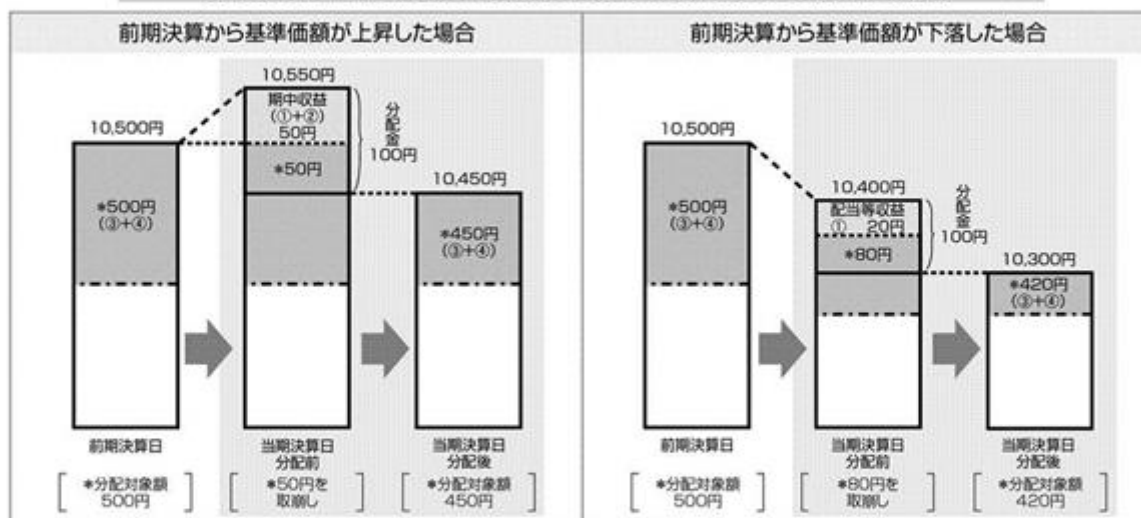 前期決算から基準価額が上昇した場合
10,550円
期中収益
(①+②)
50円
分配金
100円
10,500円
*50円
10,450円
*500円
(③+④)
*450円
(③+④)
前期決算日
当期決算日
分配前
当期決算日
分配後
*分配対象額
500円
*50円を
取崩し
*分配対象額
450円
前期決算から基準価額が下落した場合
10,500円
10,400円
配当等収益
① 20円
分配金
100円
*80円
*500円
(③+④)
10,300円
*420円
(③+④)
前期決算日
当期決算日
分配前
当期決算日
分配後
*分配対象額
500円
*80円を
取崩し
*分配対象額
420円